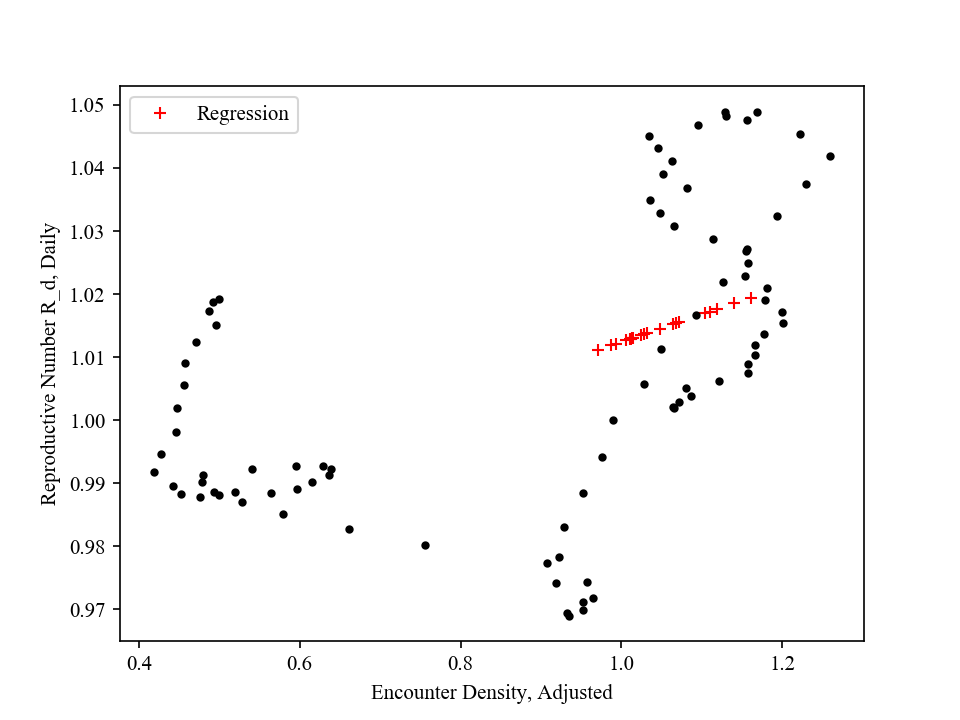 Regression
1.05
1.04
1.03
1.02
1.01
1.00
0.99
0.98
0.97
Reproductive Number R_d, Daily
0.4 0.6 0.8 1.0 1.2
Encounter Density, Adjusted